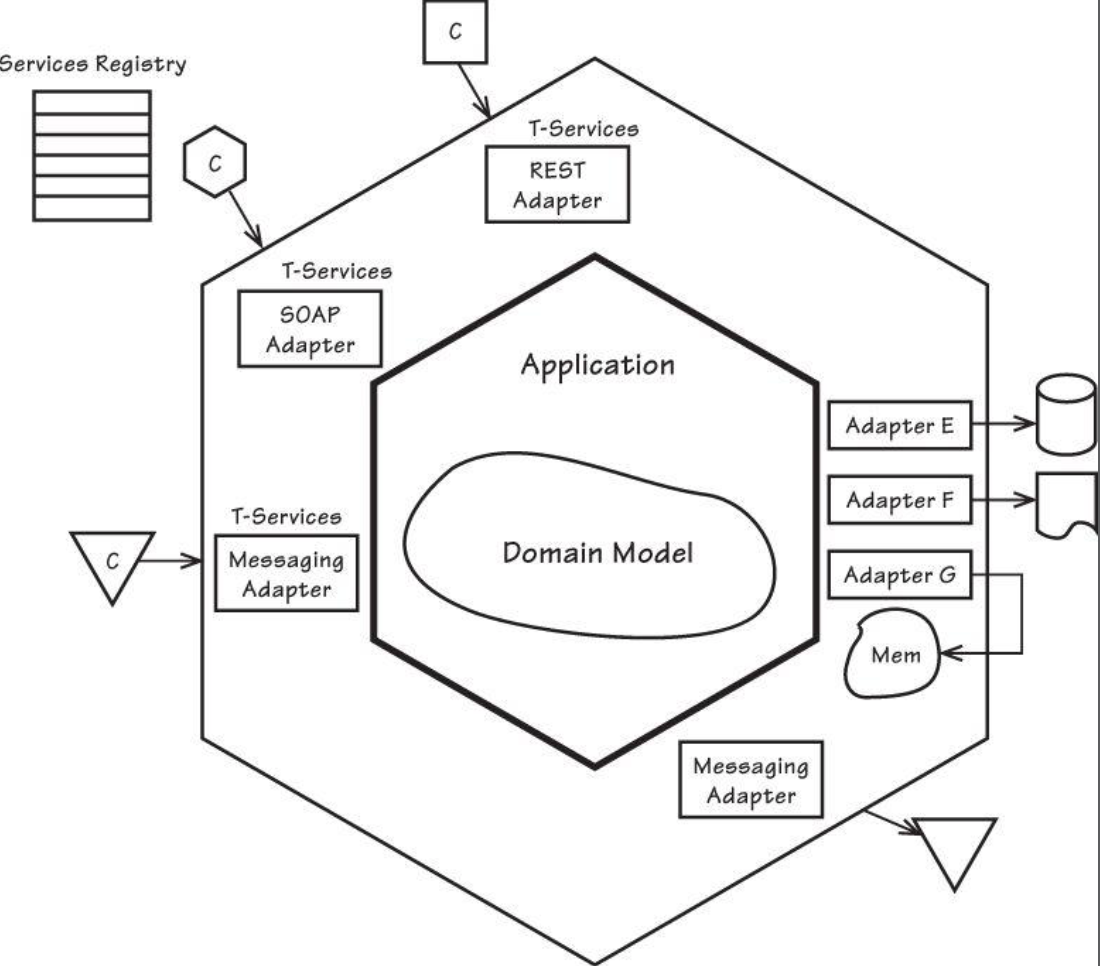 C
Services Registry
C
T-Services
REST
Adapter
T-Services
SOAP
Adapter
Application
Adapter E
Adapter F
T-Services
Messaging
Adapter
C
Domain Model
Adapter G
Mem
Messaging
Adapter